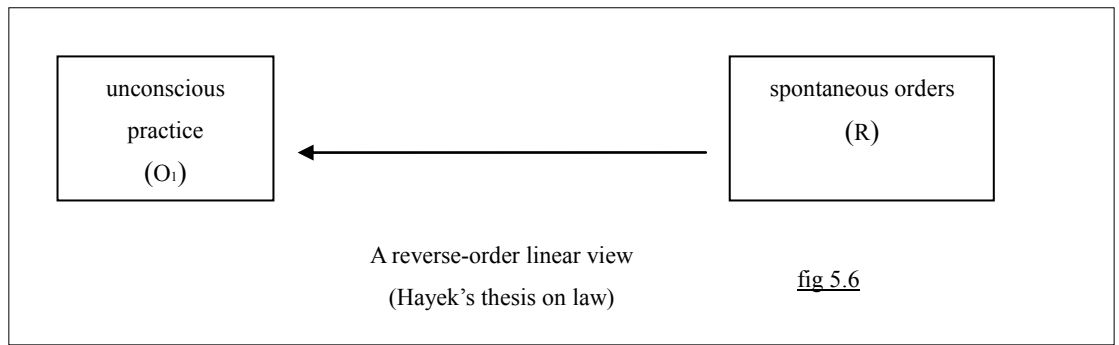 unconscious
practice
(O₁)
spontaneous orders
(R)
A reverse-order linear view
(Hayek’s thesis on law)
fig 5.6